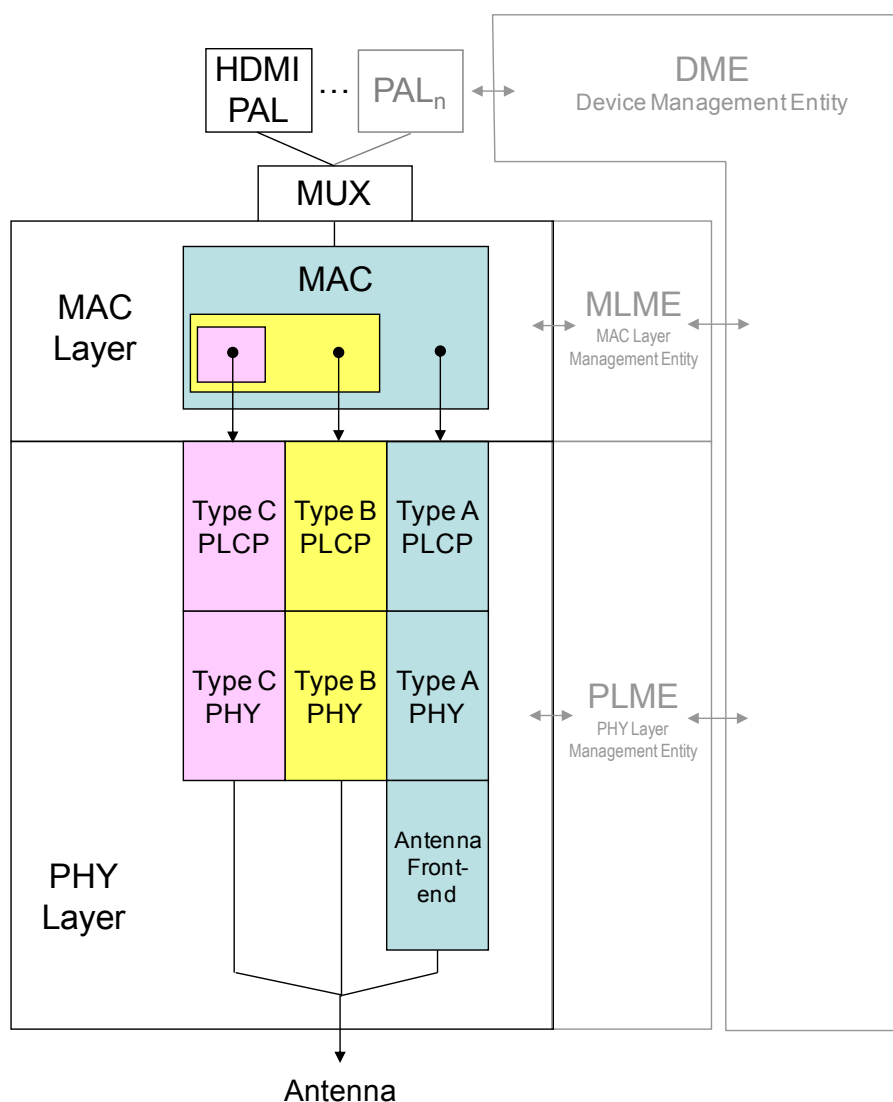 HDMI
PAL
...
PALn
DME
Device Management Entity
MUX
MAC
Layer
MAC
MLME
MAC Layer
Management Entity
Type C
PLCP
Type B
PLCP
Type A
PLCP
Type C
PHY
Type B
PHY
Type A
PHY
PLME
PHY Layer
Management Entity
Antenna
Front-
end
PHY
Layer
Antenna